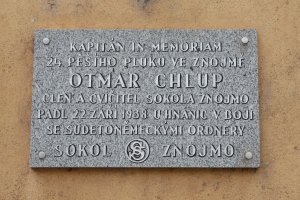 KAPITÁN IN MEMORIAM
24. PĚŠÍHO PLUKU VE ZNOJMĚ
OTMAR CHLUP
ČLEN A CVIČITEL SOKOLA ZNOJMO
PADL 22. ZÁŘÍ 1938 U HNANIC V BOJI
SE SUDETONĚMECKÝMI ORDNERY
SOKOL ZNOJMO